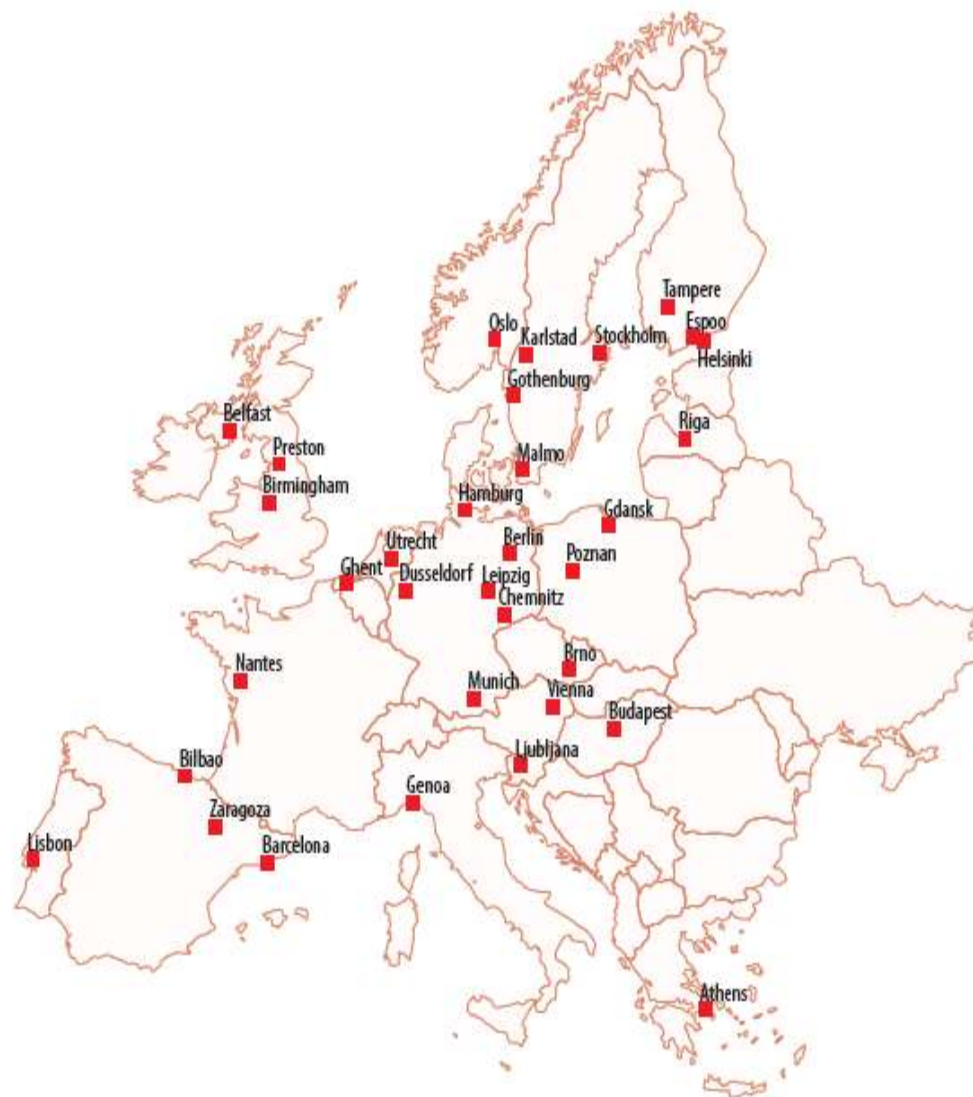 Tampere
Oslo
Karlstad
Stockholm
Espoo
Helsinki
Gothenburg
Belfast
Riga
Preston
Malmo
Birmingham
Hamburg
Gdansk
Utrecht
Berlin
Poznan
Ghent
Dusseldorf
Leipzig
Chemnitz
Nantes
Brno
Munich
Vienna
Budapest
Bilbao
Ljubljana
Genoa
Zaragoza
Lisbon
Barcelona
Athens